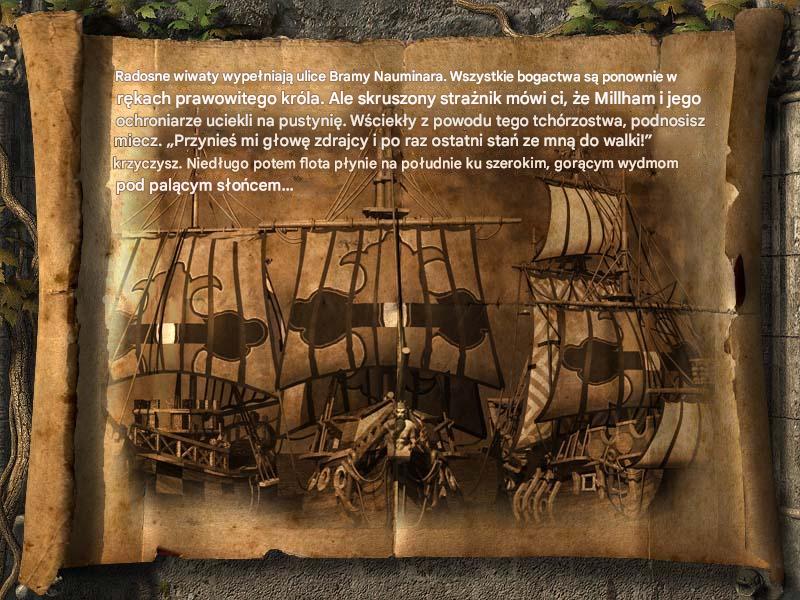 Radosne wiwaty wypełniają ulice Bramy Nauminara. Wszystkie bogactwa są ponownie w
rękach prawowitego króla. Ale skruszony strażnik mówi ci, że Millham i jego
ochroniarze uciekli na pustynię. Wściekły z powodu tego tchórzostwa, podnosisz
miecz. „Przynieś mi głowę zdrajcy i po raz ostatni stań ze mną do walki!”
krzyczysz. Niedługo potem flota płynie na południe ku szerokim, gorącym wydmom
pod palącym słońcem...